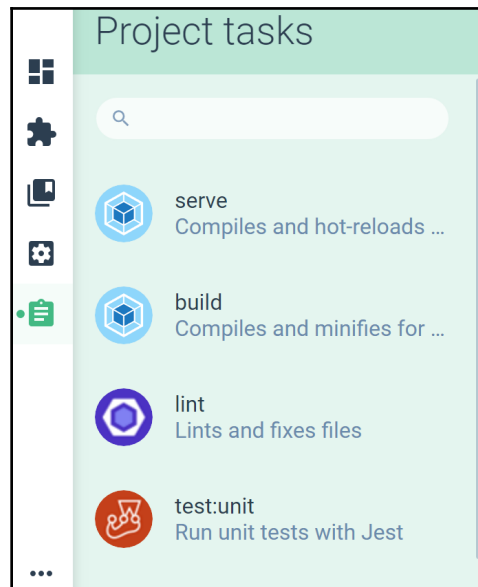 Project tasks
serve
Compiles and hot-reloads ...
build
Compiles and minifies for ...
lint
Lints and fixes files
test:unit
Run unit tests with Jest